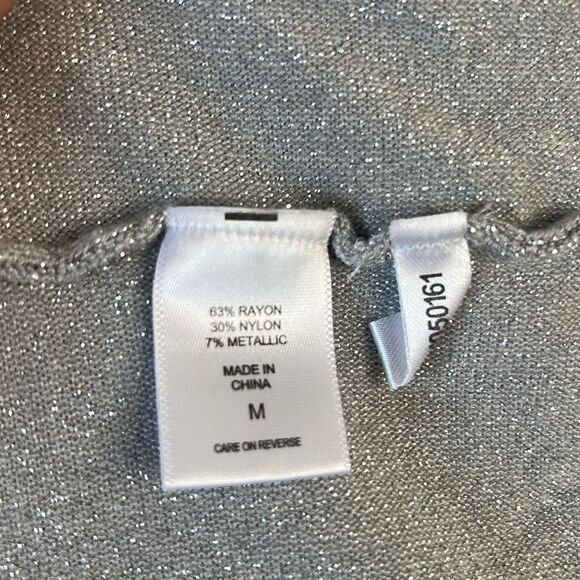 63% RAYON
30% NYLON
7% METALLIC
MADE IN
CHINA
M
CARE ON REVERSE
050161